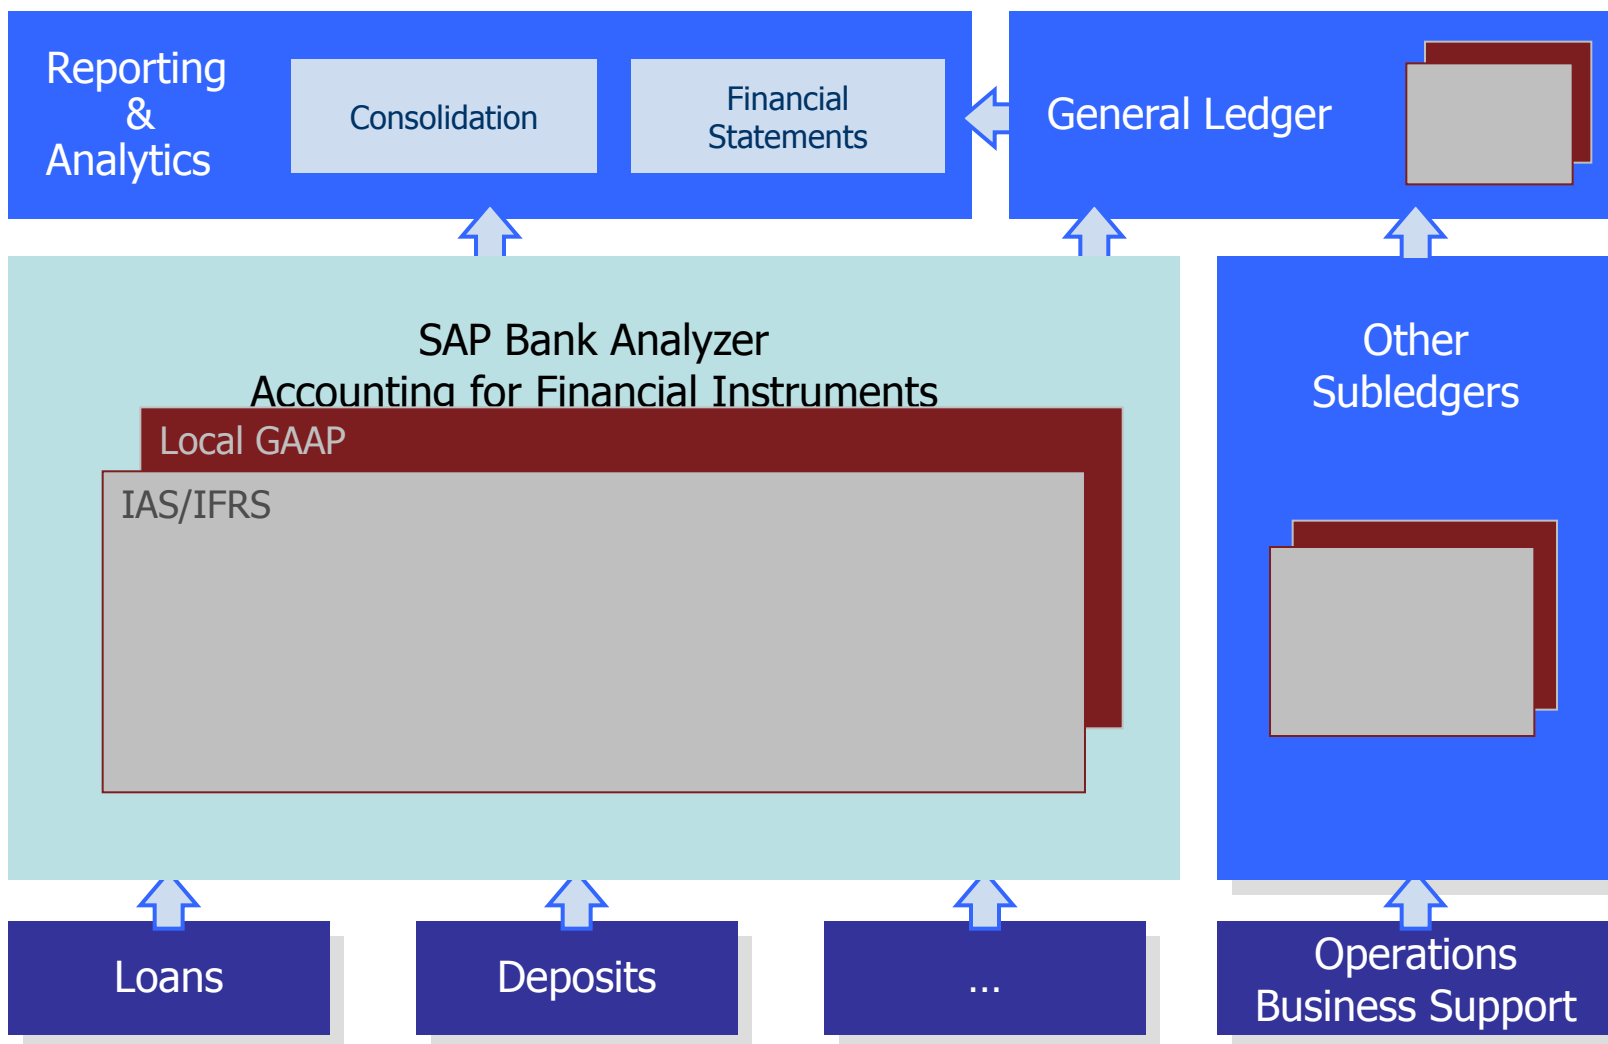 Reporting
&
Analytics
Consolidation
Financial
Statements
General Ledger
SAP Bank Analyzer
Accounting for Financial Instruments
Local GAAP
IAS/IFRS
Other
Subledgers
Loans
Deposits
...
Operations
Business Support